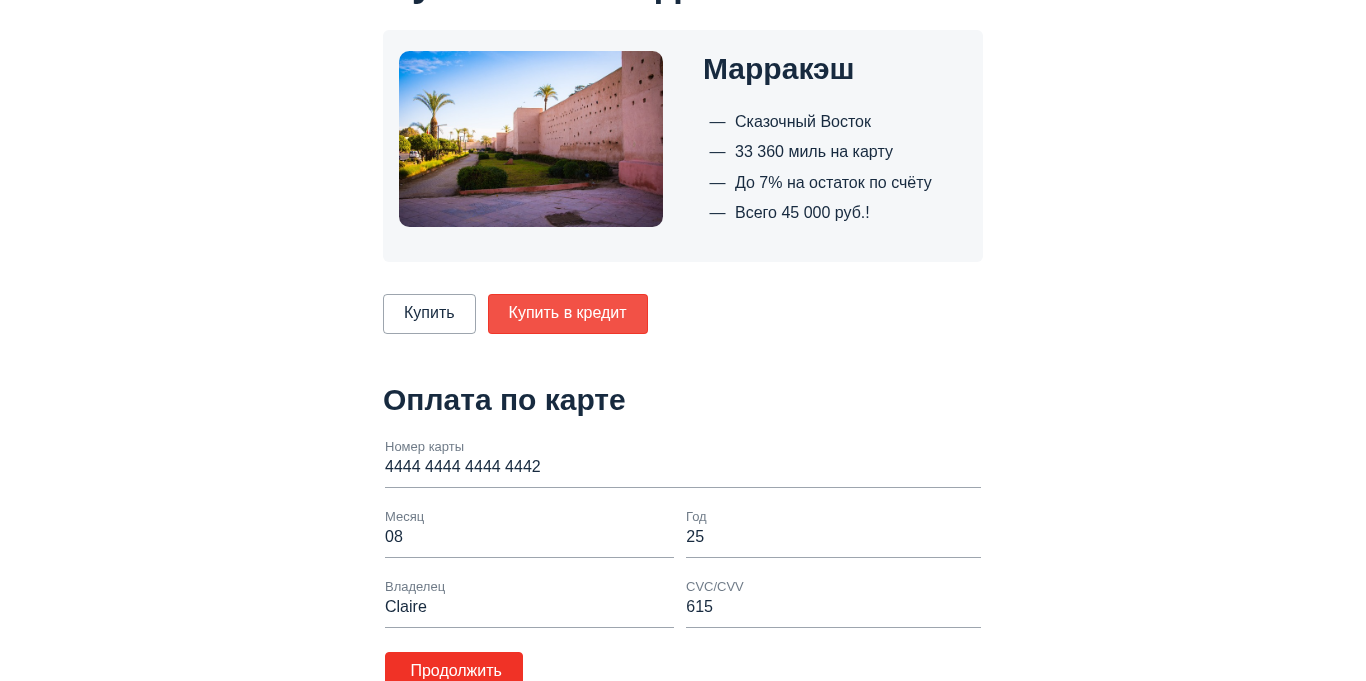 Марракэш
— Сказочный Восток
— 33 360 миль на карту
— До 7% на остаток по счёту
— Всего 45 000 руб.!
Купить
Купить в кредит
Оплата по карте
Номер карты
4444 4444 4444 4442
Месяц
Год
08
25
Владелец
CVC/CVV
Claire
615
Продолжить